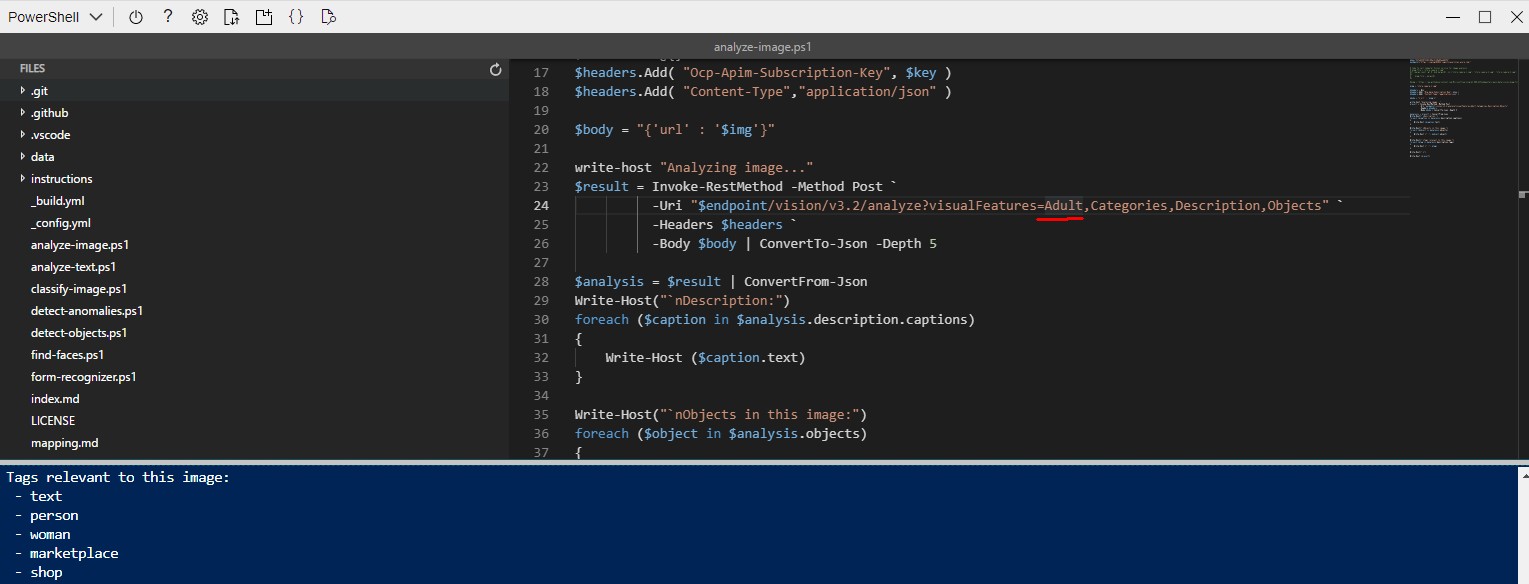 PowerShell
analyze-image.ps1
FILES
.git
.github
.vscode
data
instructions
_build.yml
_config.yml
analyze-image.ps1
analyze-text.ps1
classify-image.ps1
detect-anomalies.ps1
detect-objects.ps1
find-faces.ps1
form-recognizer.ps1
index.md
LICENSE
mapping.md
17 $headers.Add( "Ocp-Apim-Subscription-Key", $key )
18 $headers.Add( "Content-Type","application/json" )
19
20 $body = "{'url' : '$img'}"
21
22 write-host "Analyzing image..."
23 $result = Invoke-RestMethod -Method Post `
24 -Uri "$endpoint/vision/v3.2/analyze?visualFeatures=Adult,Categories,Description,Objects" `
25 -Headers $headers `
26 -Body $body | ConvertTo-Json -Depth 5
27
28 $analysis = $result | ConvertFrom-Json
29 Write-Host("`nDescription:")
30 foreach ($caption in $analysis.description.captions)
31 {
32 Write-Host ($caption.text)
33 }
34
35 Write-Host("`nObjects in this image:")
36 foreach ($object in $analysis.objects)
37 {
Tags relevant to this image:
- text
- person
- woman
- marketplace
- shop